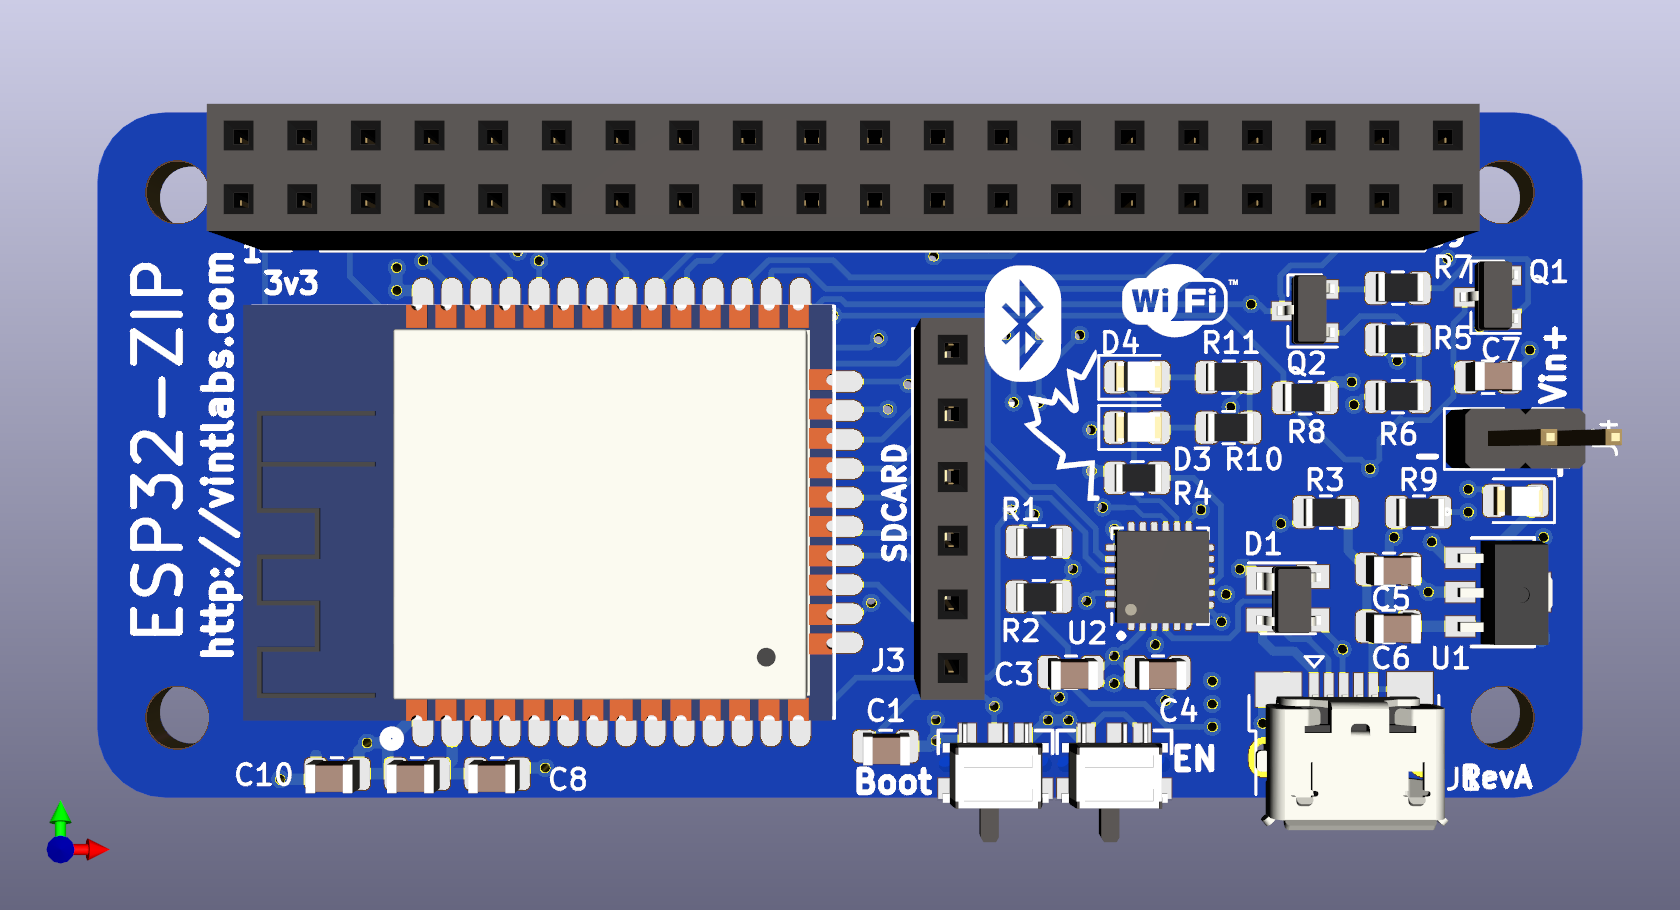 1
3v3
ESP32-ZIP
http://vintlabs.com
WiFi™
R7
Q1
D4
R11
Q2
R5
C7
Vin+
R8
R6
D3
R10
R4
SDCARD
R1
R3
R9
D1
C5
R2
U2
J3
C3
C6
U1
C1
C4
C10
C8
Boot
EN
RevA